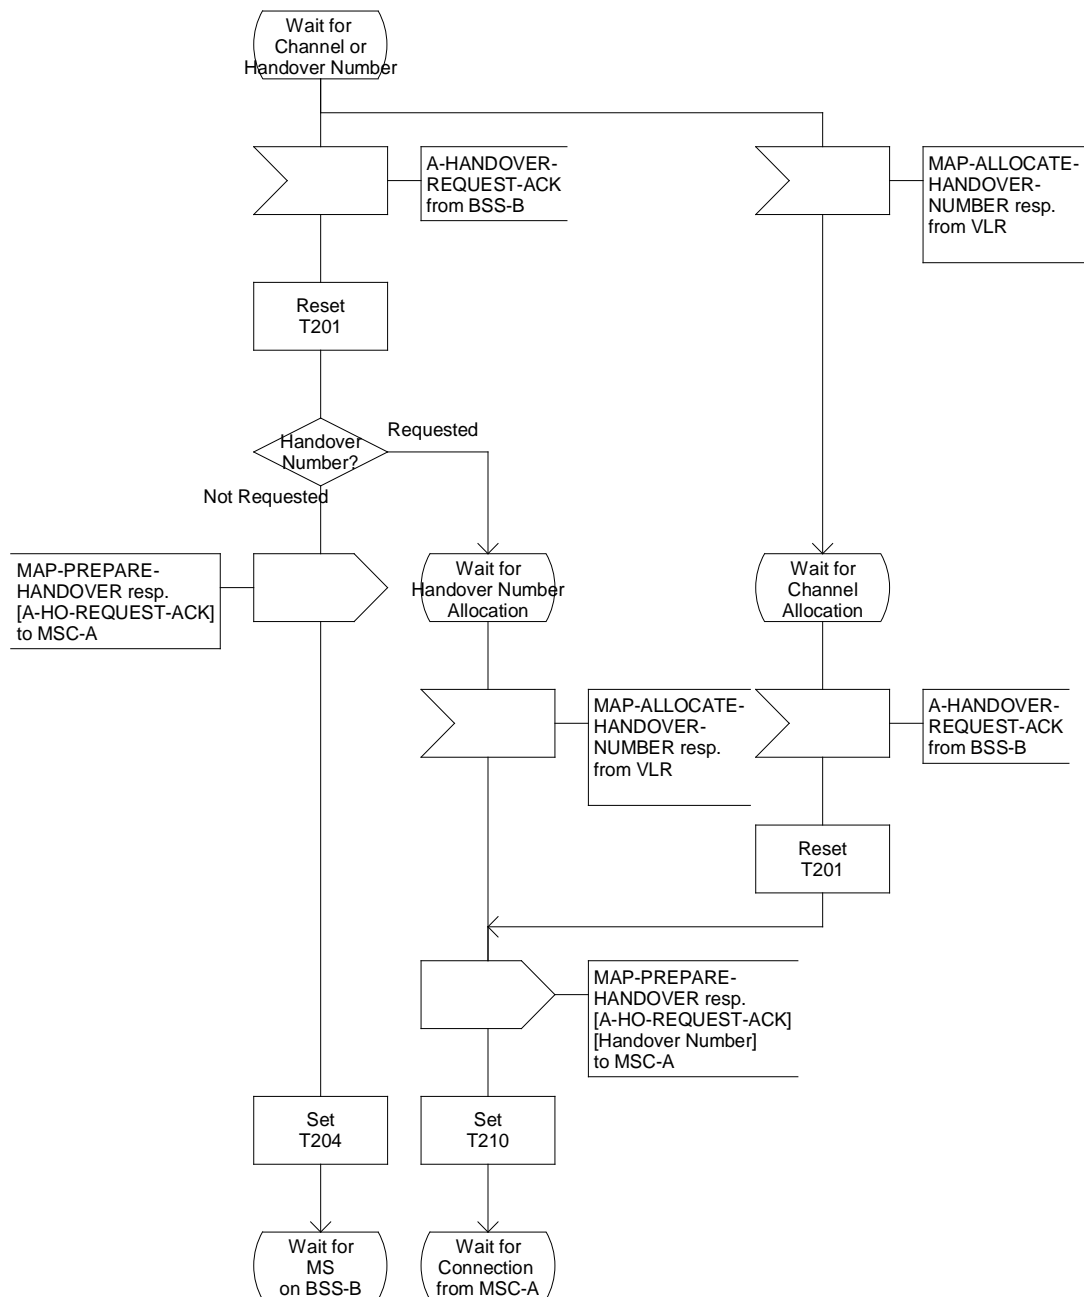 Wait for
Channel or
Handover Number
A-HANDOVER-
REQUEST-ACK
from BSS-B
MAP-ALLOCATE-
HANDOVER-
NUMBER resp.
from VLR
Reset
T201
Handover
Number?
Requested
Not Requested
MAP-PREPARE-
HANDOVER resp.
[A-HO-REQUEST-ACK]
to MSC-A
Wait for
Handover Number
Allocation
Wait for
Channel
Allocation
MAP-ALLOCATE-
HANDOVER-
NUMBER resp.
from VLR
A-HANDOVER-
REQUEST-ACK
from BSS-B
Reset
T201
MAP-PREPARE-
HANDOVER resp.
[A-HO-REQUEST-ACK]
[Handover Number]
to MSC-A
Set
T204
Set
T210
Wait for
MS
on BSS-B
Wait for
Connection
from MSC-A